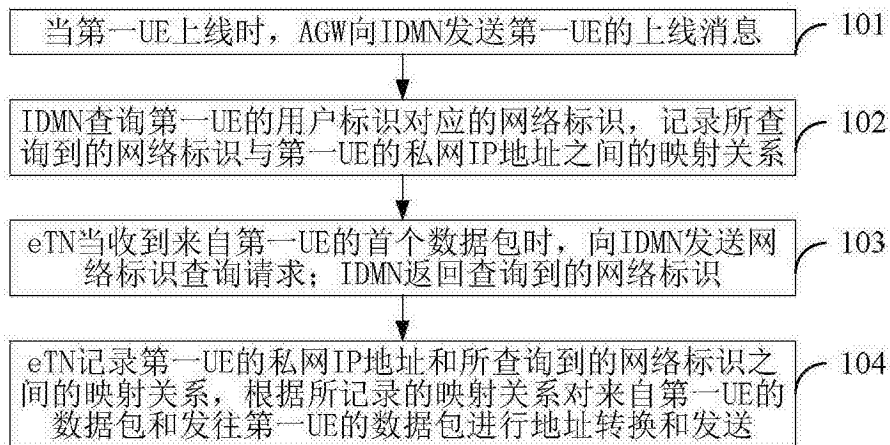 当第一UE上线时，AGW向IDMN发送第一UE的上线消息
101
IDMN查询第一UE的用户标识对应的网络标识，记录所查
询到的网络标识与第一UE的私网IP地址之间的映射关系
102
eTN当收到来自第一UE的首个数据包时，向IDMN发送网
络标识查询请求；IDMN返回查询到的网络标识
103
eTN记录第一UE的私网IP地址和所查询到的网络标识之
间的映射关系，根据所记录的映射关系对来自第一UE的
数据包和发往第一UE的数据包进行地址转换和发送
104